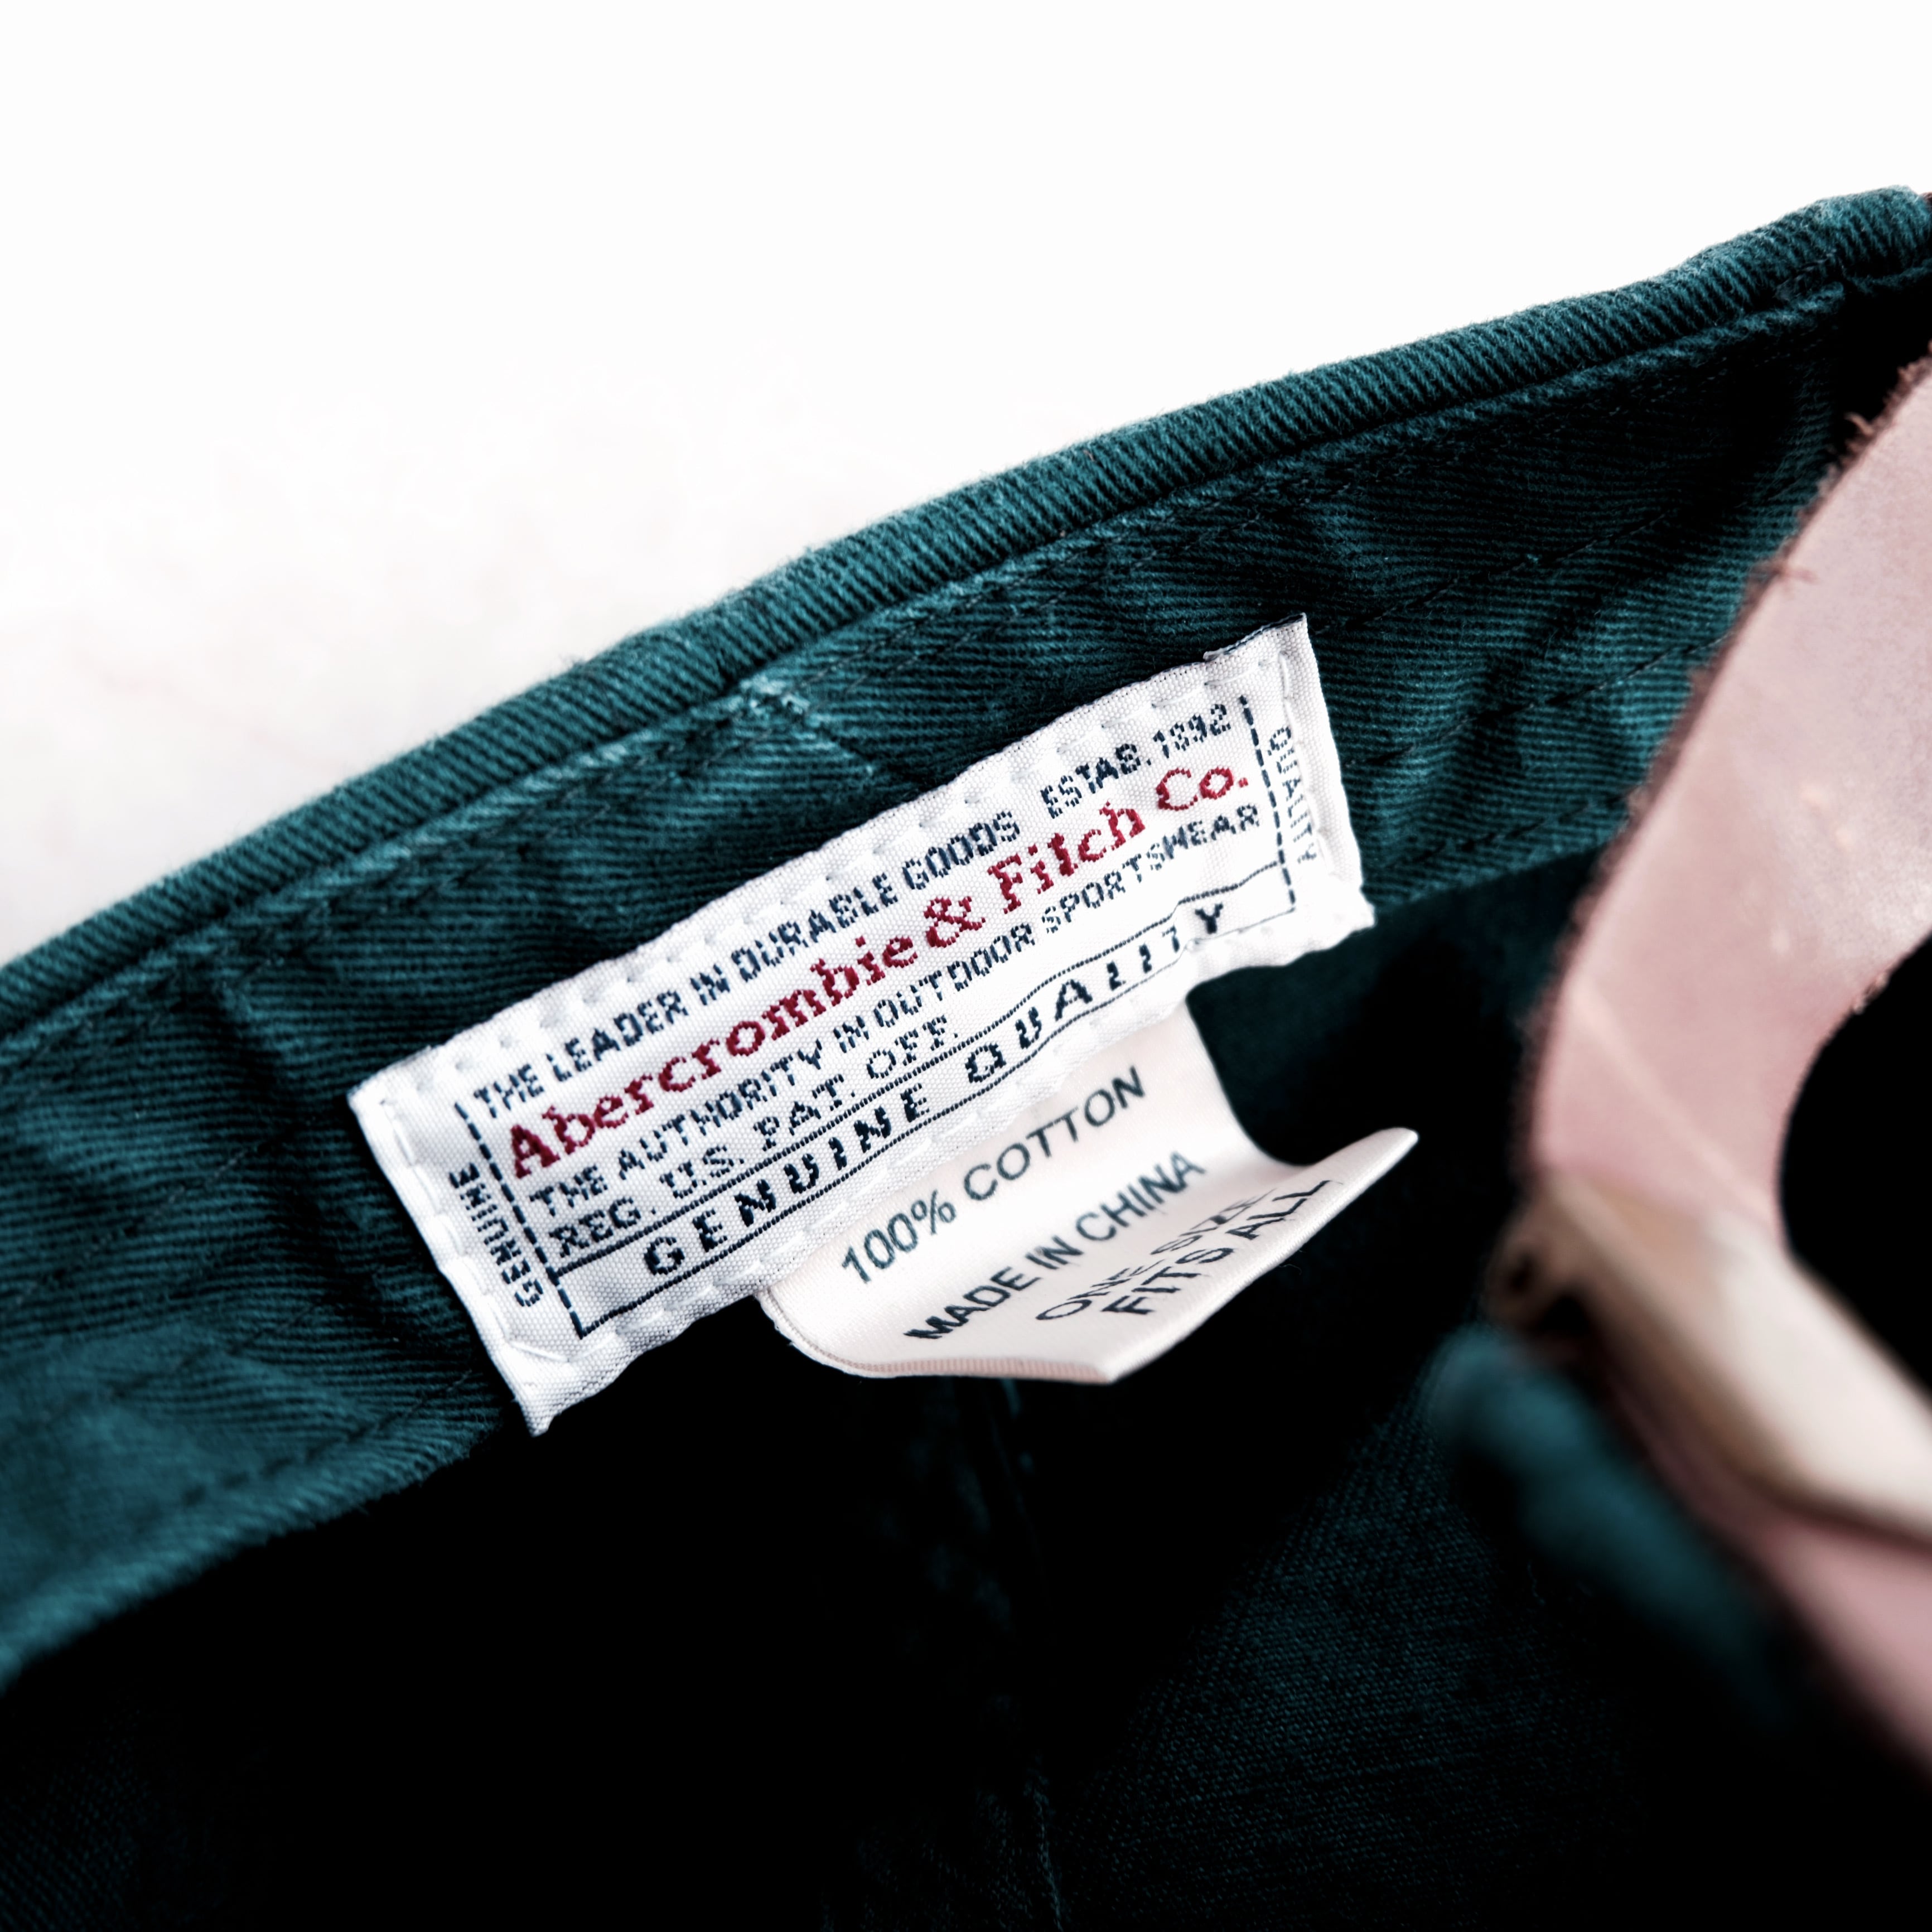 THE LEADER IN DURABLE GOODS ESTAB. 1892
Abercrombie & Fitch Co.
THE AUTHORITY IN OUTDOOR SPORTSWEAR
REG. U.S. PAT. OFF.
GENUINE QUALITY
GENUINE
QUALITY
100% COTTON
MADE IN CHINA
ONE SIZE
FITS ALL